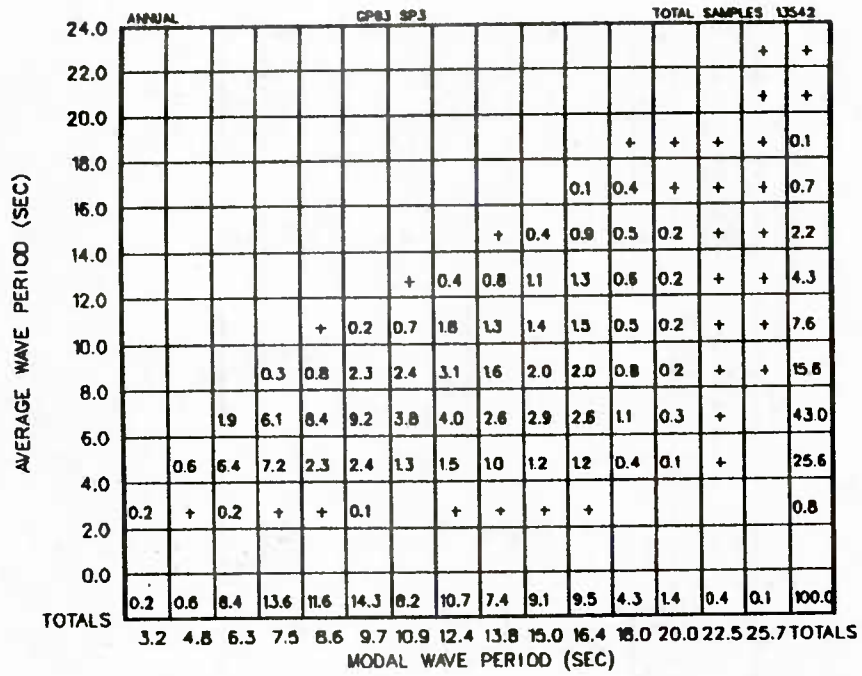 ANNUAL GPB3 SP3 TOTAL SAMPLES 13542
24.0
+ +
22.0
+ +
20.0
+ + + + 0.1
18.0
0.1 0.4 + + + 0.7
16.0
+ 0.4 0.9 0.5 0.2 + + 2.2
14.0
+ 0.4 0.8 1.1 1.3 0.6 0.2 + + 4.3
12.0
+ 0.2 0.7 1.8 1.3 1.4 1.5 0.5 0.2 + + 7.6
10.0
0.3 0.8 2.3 2.4 3.1 1.6 2.0 2.0 0.8 0.2 + + 15.6
8.0
1.9 6.1 8.4 9.2 3.8 4.0 2.6 2.9 2.6 1.1 0.3 + 43.0
6.0
0.6 6.4 7.2 2.3 2.4 1.3 1.5 1.0 1.2 1.2 0.4 0.1 + 25.6
4.0
0.2 + 0.2 + + 0.1 + + + + 0.8
2.0
0.0
0.2 0.6 8.4 13.6 11.6 14.3 8.2 10.7 7.4 9.1 9.5 4.3 1.4 0.4 0.1 100.0
TOTALS
3.2 4.8 6.3 7.5 8.6 9.7 10.9 12.4 13.8 15.0 16.4 18.0 20.0 22.5 25.7 TOTALS
MODAL WAVE PERIOD (SEC)
AVERAGE WAVE PERIOD (SEC)